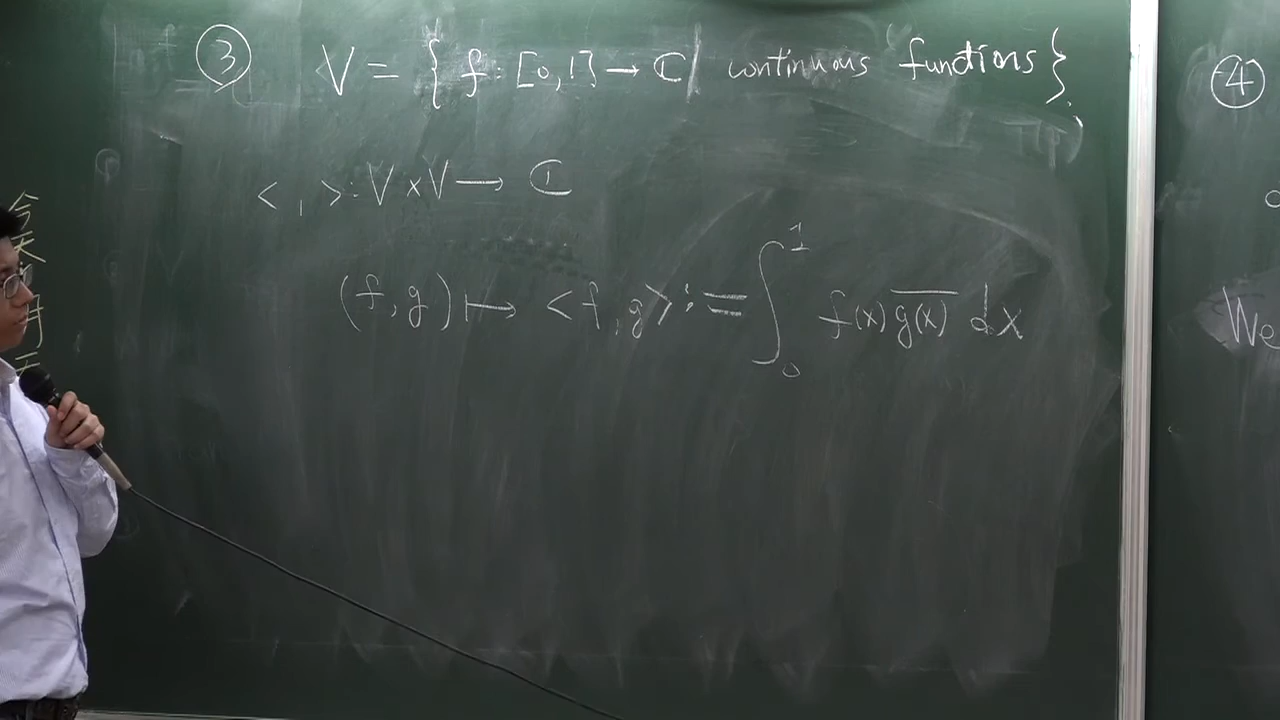 ③ V = { f : [0,1] → ℂ | continuous functions },
< , > : V × V → ℂ
(f, g) ⟼ <f, g> := ∫₀¹ f(x) \overline{g(x)} dx
④
We